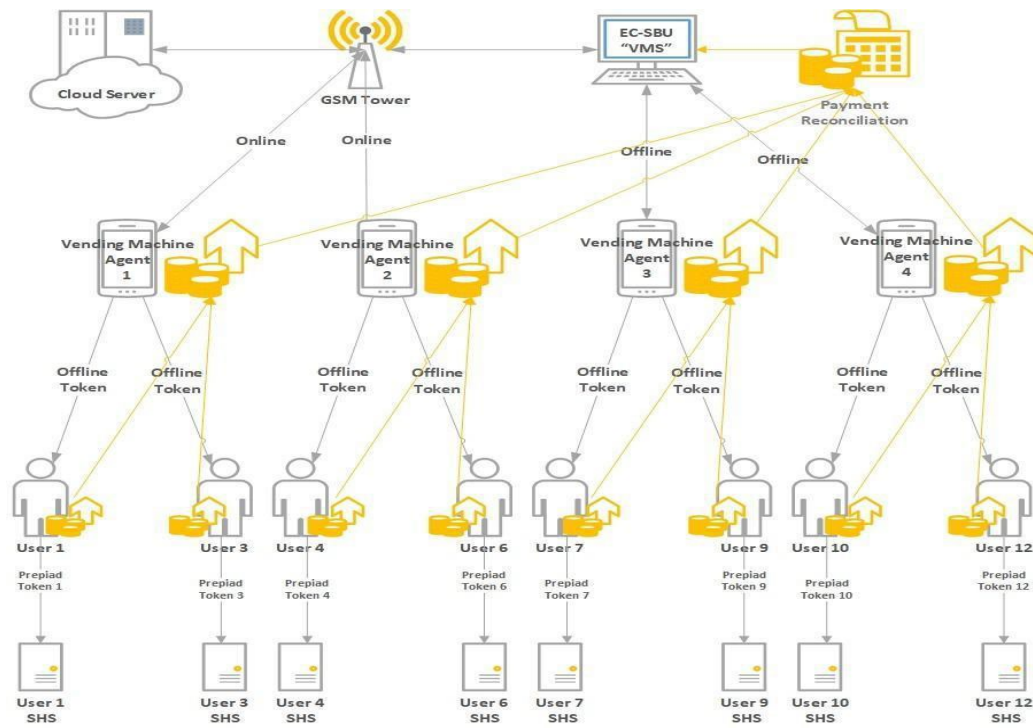 EC-SBU
"VMS"
Cloud Server
GSM Tower
Payment
Reconciliation
Online
Online
Offline
Offline
Vending Machine
Agent
1
Vending Machine
Agent
2
Vending Machine
Agent
3
Vending Machine
Agent
4
Offline
Token
Offline
Token
Offline
Token
Offline
Token
Offline
Token
Offline
Token
Offline
Token
Offline
Token
User 1
User 3
User 4
User 6
User 7
User 9
User 10
User 12
Prepiad
Token 1
Prepiad
Token 3
Prepiad
Token 4
Prepiad
Token 6
Prepiad
Token 7
Prepiad
Token 9
Prepiad
Token 10
Prepiad
Token 12
User 1
SHS
User 3
SHS
User 4
SHS
User 6
SHS
User 7
SHS
User 9
SHS
User 10
SHS
User 12
SHS